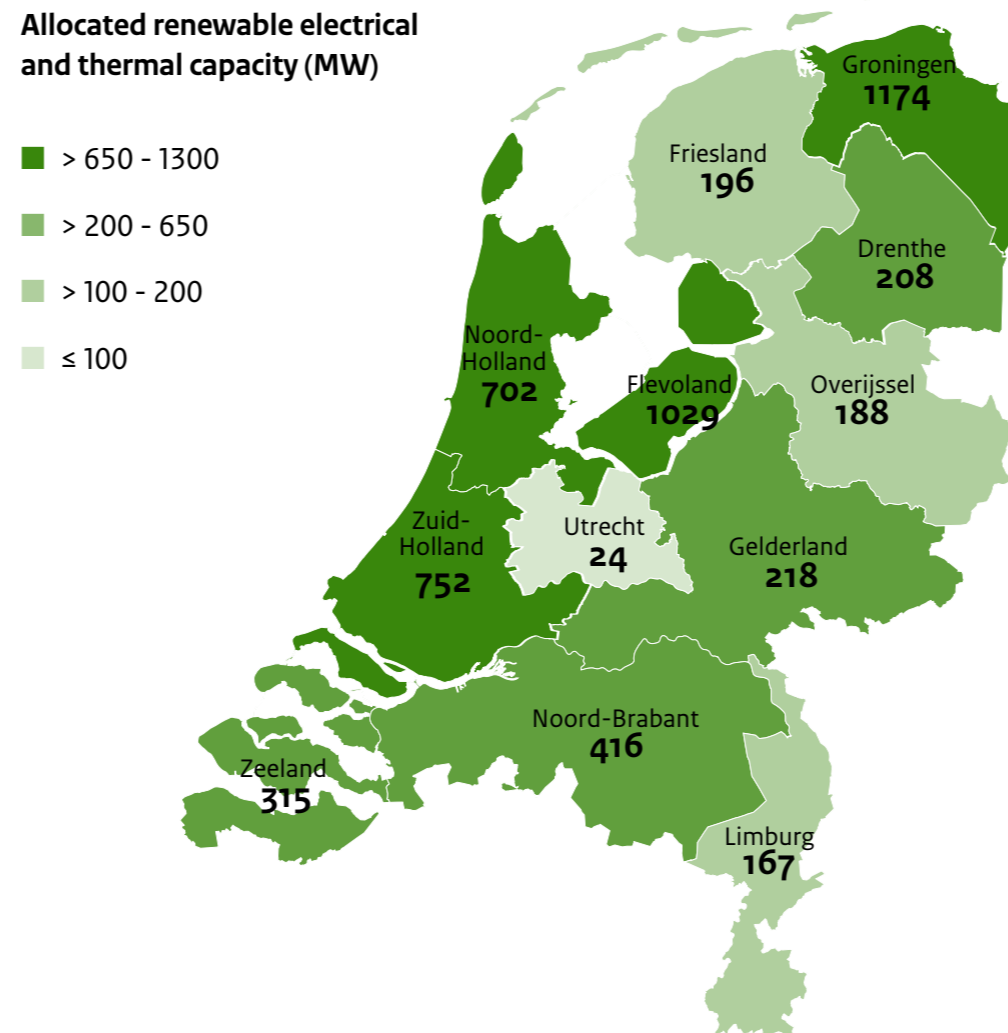 Allocated renewable electrical
and thermal capacity (MW)
> 650 - 1300
> 200 - 650
> 100 - 200
≤ 100
Groningen
1174
Friesland
196
Drenthe
208
Noord-
Holland
702
Flevoland
1029
Overijssel
188
Zuid-
Holland
752
Utrecht
24
Gelderland
218
Noord-Brabant
416
Zeeland
315
Limburg
167